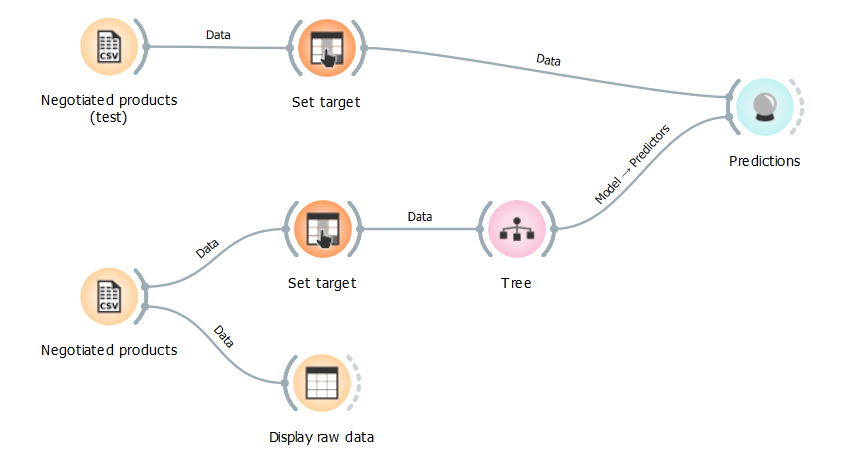 Data
Data
CSV
Negotiated products
(test)
Set target
Predictions
Model → Predictors
Data
Data
Set target
Tree
CSV
Negotiated products
Data
Display raw data